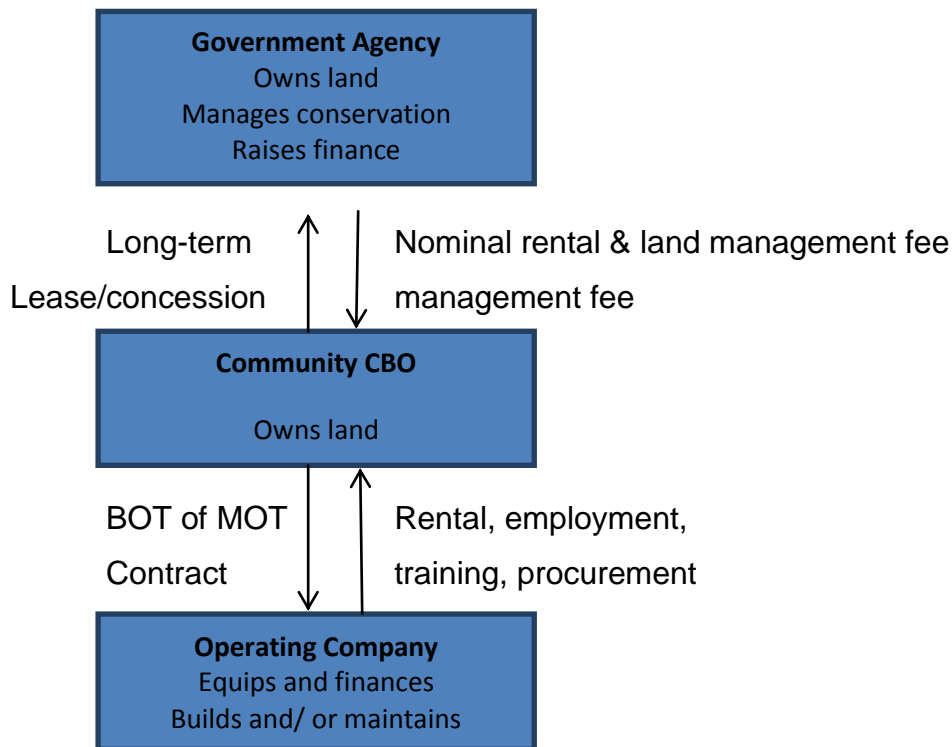 Government Agency
Owns land
Manages conservation
Raises finance
Long-term
Lease/concession
Nominal rental & land management fee
management fee
Community CBO
Owns land
BOT of MOT
Contract
Rental, employment,
training, procurement
Operating Company
Equips and finances
Builds and/ or maintains